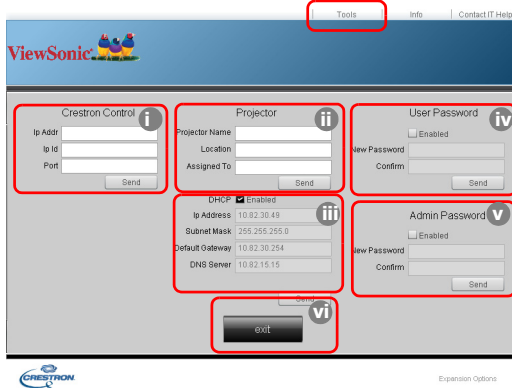 Tools Info Contact IT Help
ViewSonic
Crestron Control
i
Ip Addr
Ip Id
Port
Send
Projector
ii
Projector Name
Location
Assigned To
Send
User Password
iv
Enabled
New Password
Confirm
Send
DHCP Enabled
iii
Ip Address 10.82.30.49
Subnet Mask 255.255.255.0
Default Gateway 10.82.30.254
DNS Server 10.82.15.15
Send
Admin Password
v
Enabled
New Password
Confirm
Send
vi
exit
CRESTRON
Expansion Options